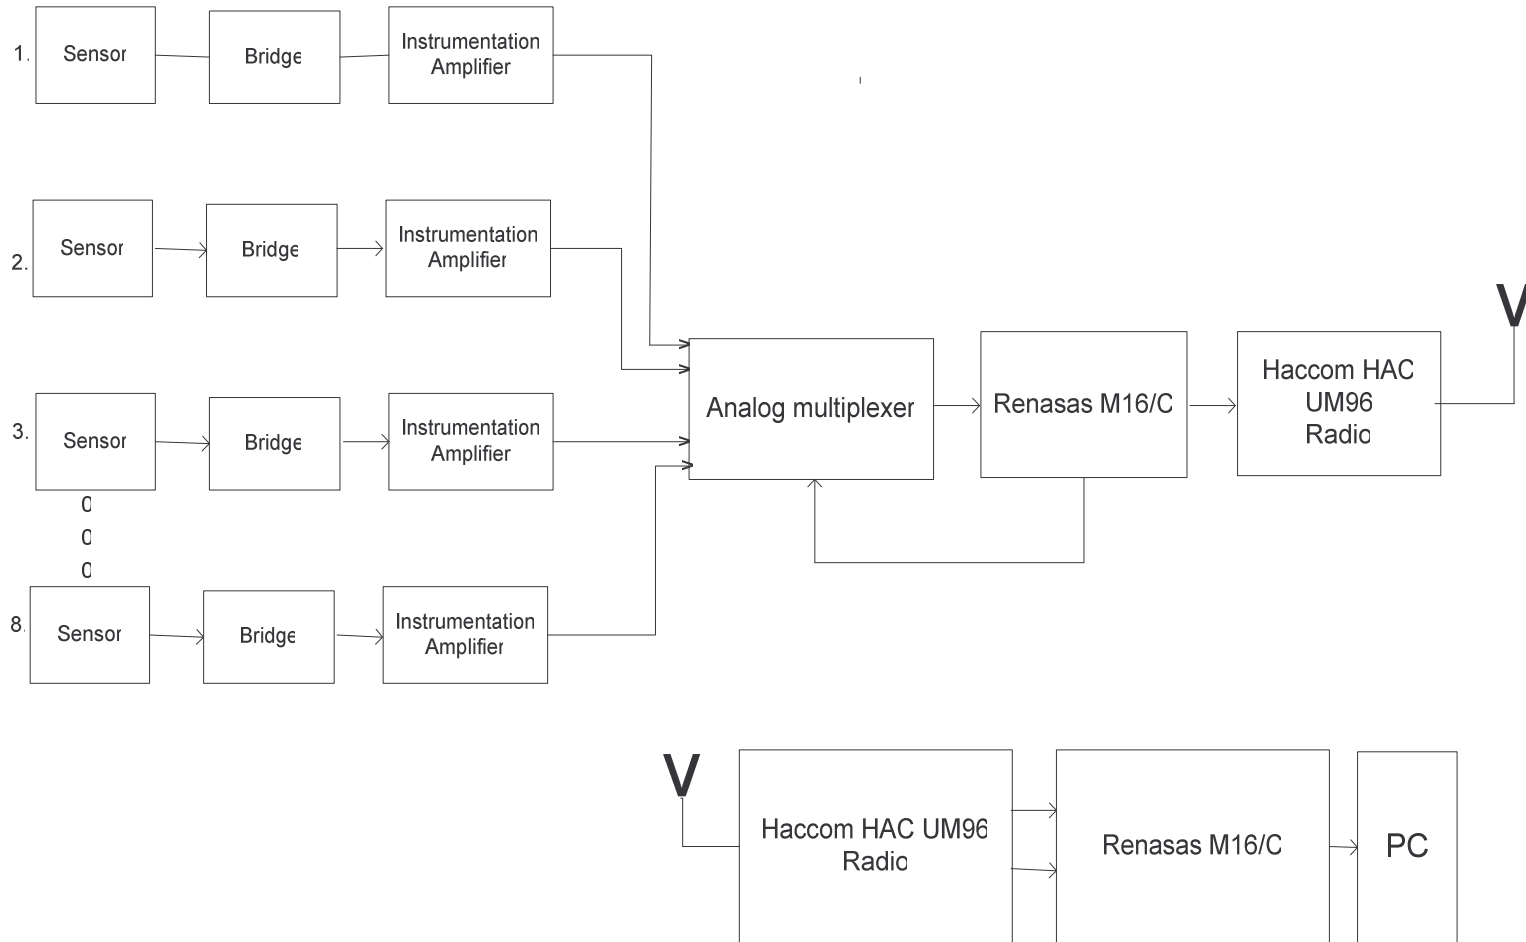 1.
Sensor
Bridge
Instrumentation
Amplifier
2.
Sensor
Bridge
Instrumentation
Amplifier
3.
Sensor
Bridge
Instrumentation
Amplifier
0
0
0
8.
Sensor
Bridge
Instrumentation
Amplifier
Analog multiplexer
Renasas M16/C
Haccom HAC
UM96
Radio
V
V
Haccom HAC UM96
Radio
Renasas M16/C
PC